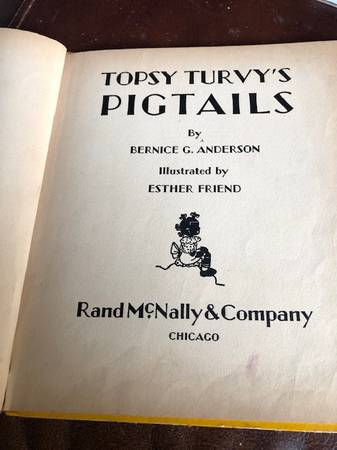 TOPSY TURVY'S
PIGTAILS
By
BERNICE G. ANDERSON
Illustrated by
ESTHER FRIEND
Rand McNally & Company
CHICAGO